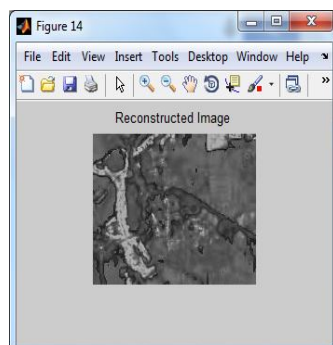 Figure 14
File Edit View Insert Tools Desktop Window Help
Reconstructed Image